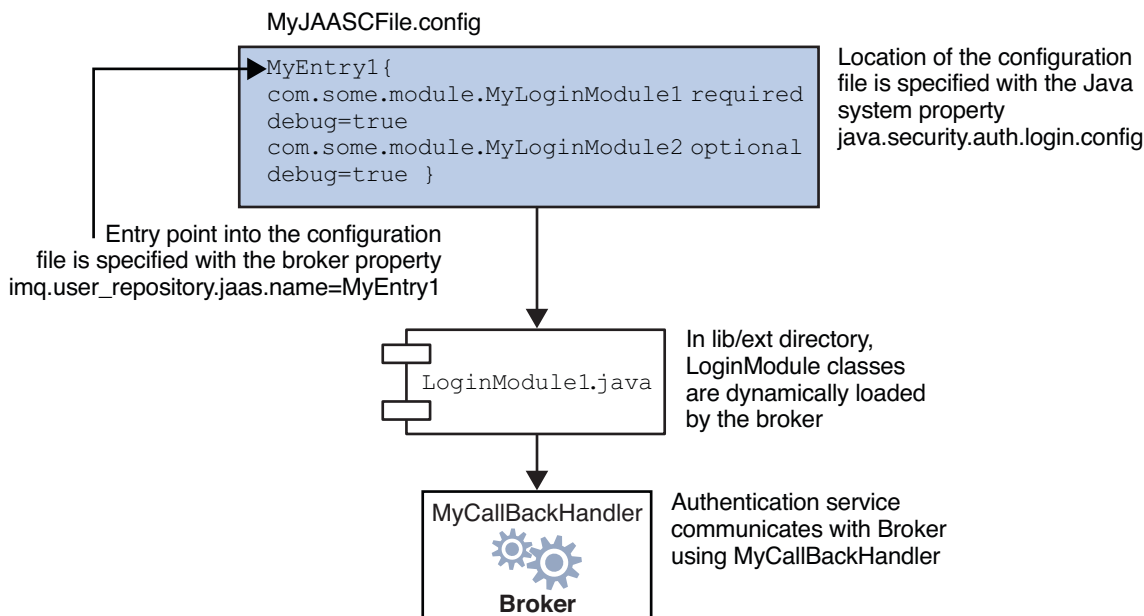 MyJAASCFile.config
MyEntry1{
com.some.module.MyLoginModule1 required
debug=true
com.some.module.MyLoginModule2 optional
debug=true }
Location of the configuration
file is specified with the Java
system property
java.security.auth.login.config
Entry point into the configuration
file is specified with the broker property
imq.user_repository.jaas.name=MyEntry1
LoginModule1.java
In lib/ext directory,
LoginModule classes
are dynamically loaded
by the broker
MyCallBackHandler
Broker
Authentication service
communicates with Broker
using MyCallBackHandler